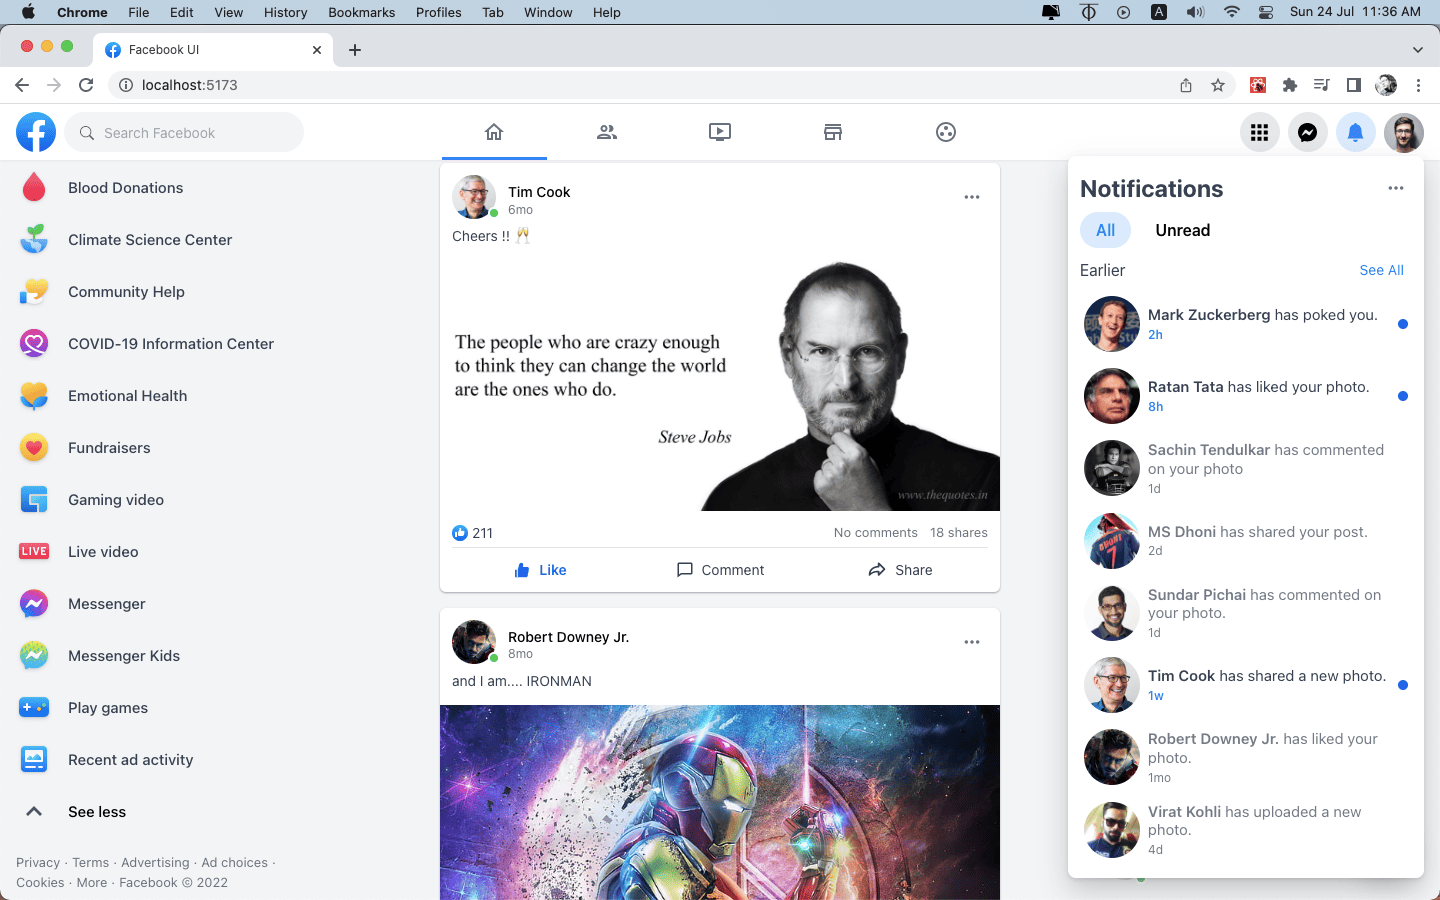 Chrome File Edit View History Bookmarks Profiles Tab Window Help
A Sun 24 Jul 11:36 AM
Facebook UI
localhost:5173
Search Facebook
Blood Donations
Climate Science Center
Community Help
COVID-19 Information Center
Emotional Health
Fundraisers
Gaming video
LIVE Live video
Messenger
Messenger Kids
Play games
Recent ad activity
See less
Privacy · Terms · Advertising · Ad choices ·
Cookies · More · Facebook © 2022
Tim Cook
6mo
Cheers !! 🥂
The people who are crazy enough
to think they can change the world
are the ones who do.
Steve Jobs
www.thequotes.in
211 No comments 18 shares
Like Comment Share
Robert Downey Jr.
8mo
and I am.... IRONMAN
Notifications
All Unread
Earlier See All
Mark Zuckerberg has poked you.
2h
Ratan Tata has liked your photo.
8h
Sachin Tendulkar has commented
on your photo
1d
MS Dhoni has shared your post.
2d
DHONI
7
Sundar Pichai has commented on
your photo.
1d
Tim Cook has shared a new photo.
1w
Robert Downey Jr. has liked your
photo.
1mo
Virat Kohli has uploaded a new
photo.
4d